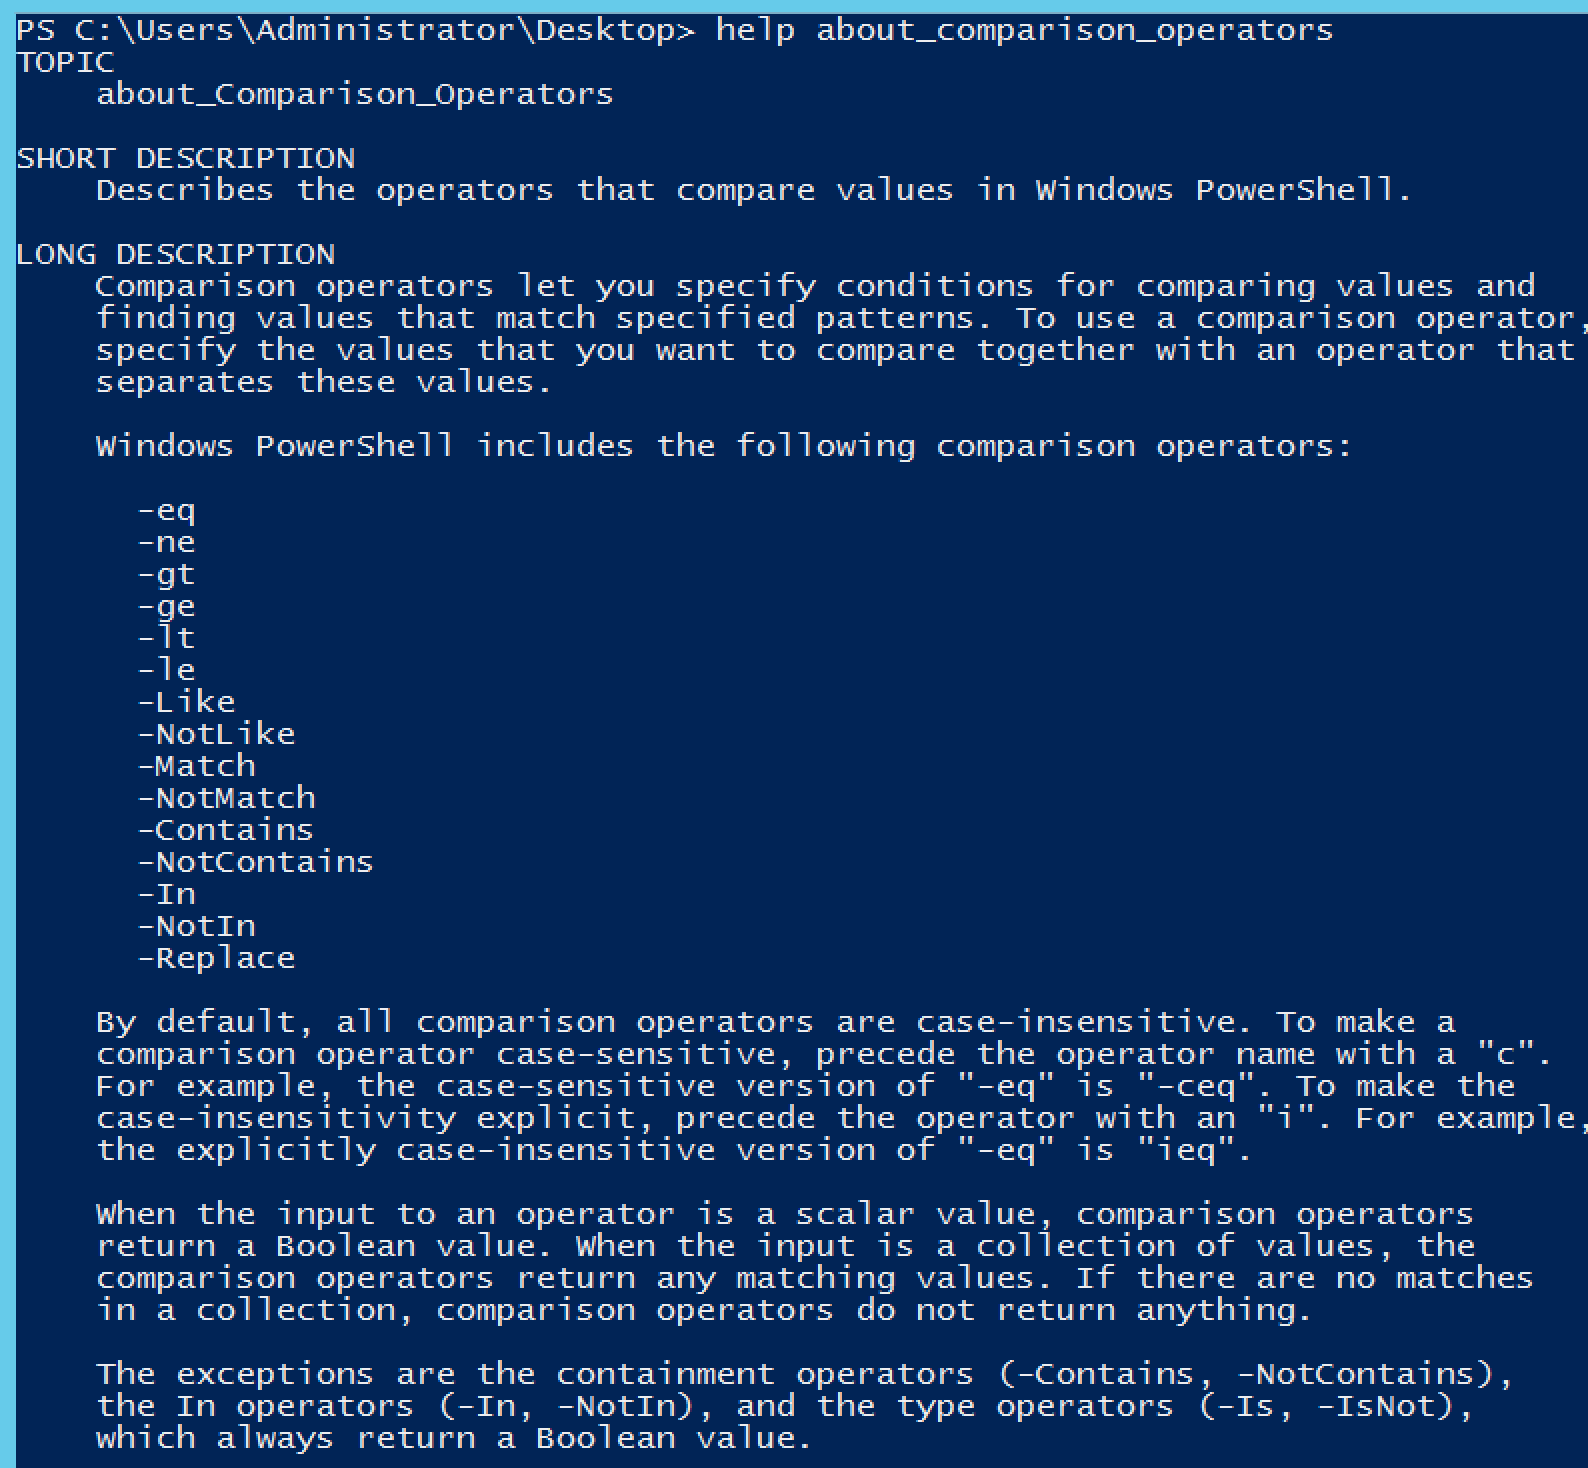 PS C:\Users\Administrator\Desktop> help about_comparison_operators
TOPIC
    about_Comparison_Operators

SHORT DESCRIPTION
    Describes the operators that compare values in Windows PowerShell.

LONG DESCRIPTION
    Comparison operators let you specify conditions for comparing values and
    finding values that match specified patterns. To use a comparison operator,
    specify the values that you want to compare together with an operator that
    separates these values.

    Windows PowerShell includes the following comparison operators:

      -eq
      -ne
      -gt
      -ge
      -lt
      -le
      -Like
      -NotLike
      -Match
      -NotMatch
      -Contains
      -NotContains
      -In
      -NotIn
      -Replace

    By default, all comparison operators are case-insensitive. To make a
    comparison operator case-sensitive, precede the operator name with a "c".
    For example, the case-sensitive version of "-eq" is "-ceq". To make the
    case-insensitivity explicit, precede the operator with an "i". For example,
    the explicitly case-insensitive version of "-eq" is "ieq".

    When the input to an operator is a scalar value, comparison operators
    return a Boolean value. When the input is a collection of values, the
    comparison operators return any matching values. If there are no matches
    in a collection, comparison operators do not return anything.

    The exceptions are the containment operators (-Contains, -NotContains),
    the In operators (-In, -NotIn), and the type operators (-Is, -IsNot),
    which always return a Boolean value.